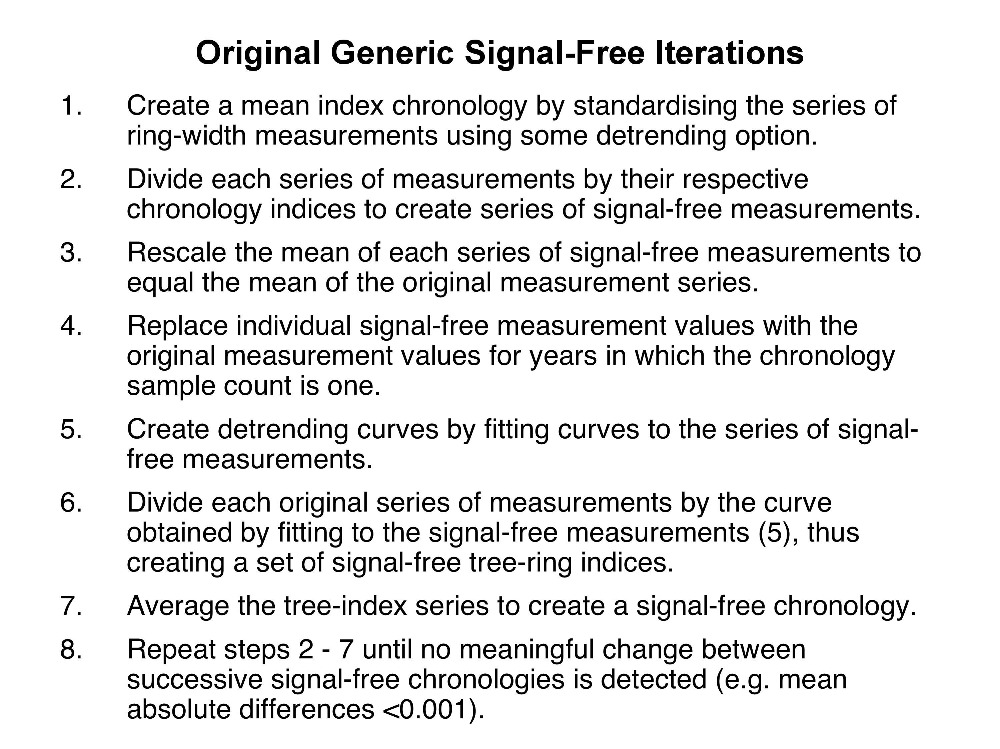 Original Generic Signal-Free Iterations
1. Create a mean index chronology by standardising the series of
ring-width measurements using some detrending option.
2. Divide each series of measurements by their respective
chronology indices to create series of signal-free measurements.
3. Rescale the mean of each series of signal-free measurements to
equal the mean of the original measurement series.
4. Replace individual signal-free measurement values with the
original measurement values for years in which the chronology
sample count is one.
5. Create detrending curves by fitting curves to the series of signal-
free measurements.
6. Divide each original series of measurements by the curve
obtained by fitting to the signal-free measurements (5), thus
creating a set of signal-free tree-ring indices.
7. Average the tree-index series to create a signal-free chronology.
8. Repeat steps 2 - 7 until no meaningful change between
successive signal-free chronologies is detected (e.g. mean
absolute differences <0.001).